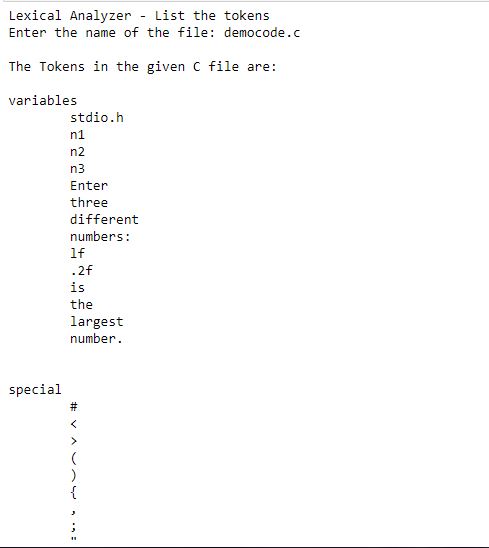 Lexical Analyzer - List the tokens
Enter the name of the file: democode.c
The Tokens in the given C file are:
variables
stdio.h
n1
n2
n3
Enter
three
different
numbers:
lf
.2f
is
the
largest
number.
special
#
<
>
(
)
{
,
;
"